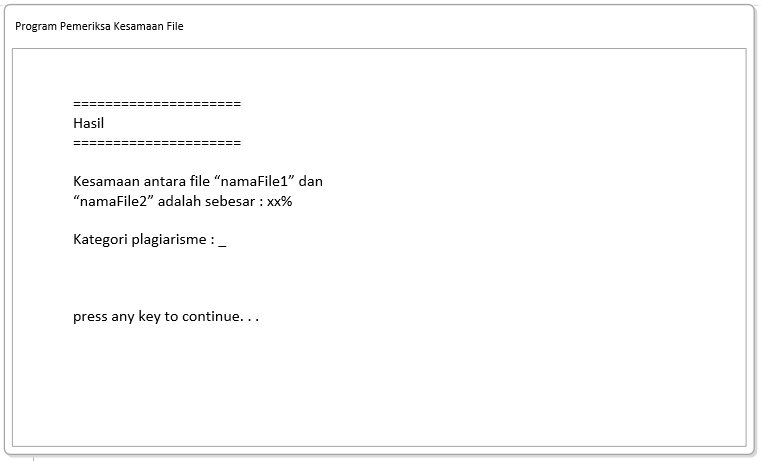 Program Pemeriksa Kesamaan File
=====================
Hasil
=====================
Kesamaan antara file “namaFile1” dan
“namaFile2” adalah sebesar : xx%
Kategori plagiarisme : _
press any key to continue. . .